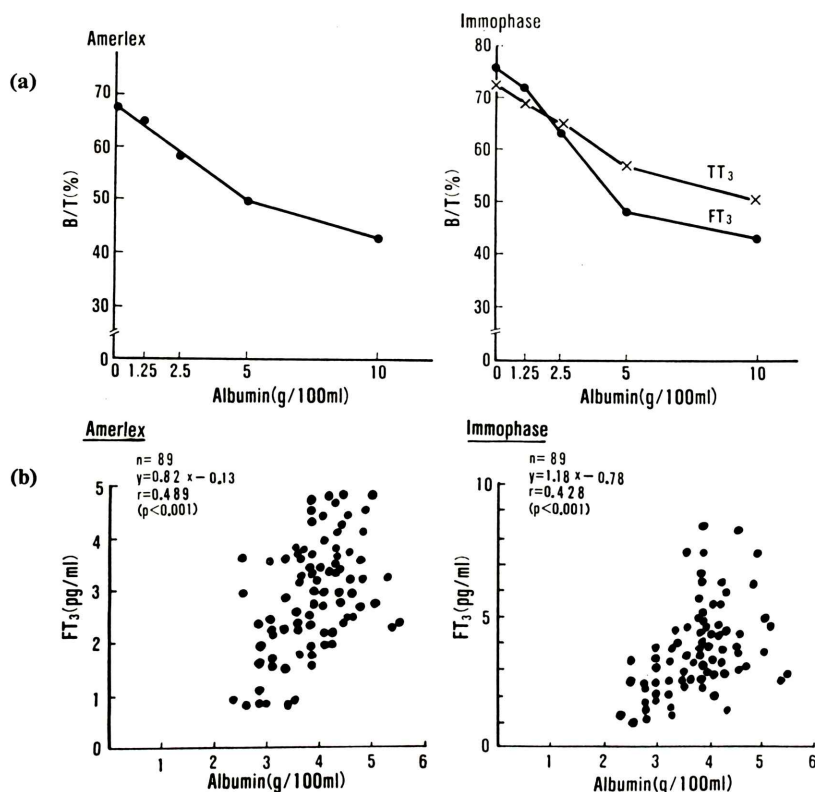 Amerlex
(a)
70
60
50
40
30
0
B/T(%)
0 1.25 2.5 5 10
Albumin(g/100ml)
Immophase
80
70
60
50
40
30
0
B/T(%)
TT3
FT3
0 1.25 2.5 5 10
Albumin(g/100ml)
(b)
Amerlex
n= 89
y=0.82 x-0.13
r=0.489
(p<0.001)
5
4
3
2
1
0
FT3(pg/ml)
1 2 3 4 5 6
Albumin(g/100ml)
Immophase
n= 89
y=1.18 x-0.78
r=0.428
(p<0.001)
10
5
0
FT3(pg/ml)
1 2 3 4 5 6
Albumin(g/100ml)